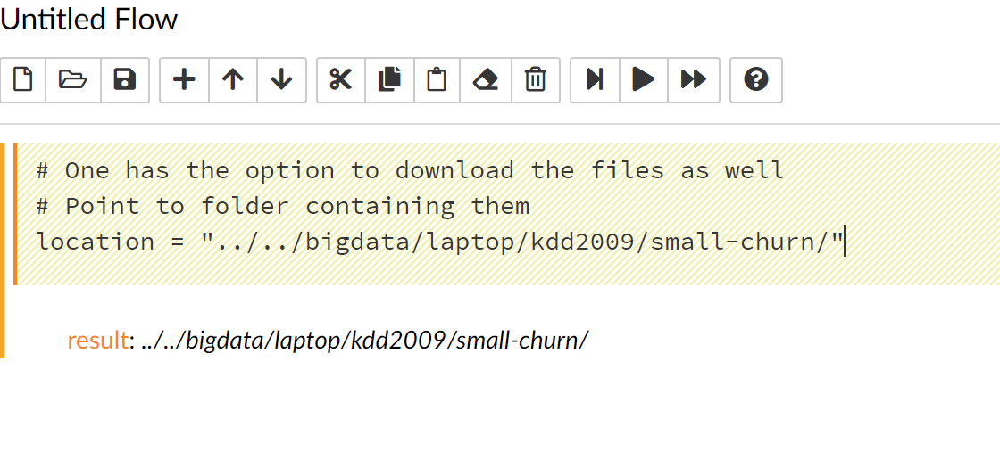 Untitled Flow
# One has the option to download the files as well
# Point to folder containing them
location = "../../bigdata/laptop/kdd2009/small-churn/"
result: ../../bigdata/laptop/kdd2009/small-churn/